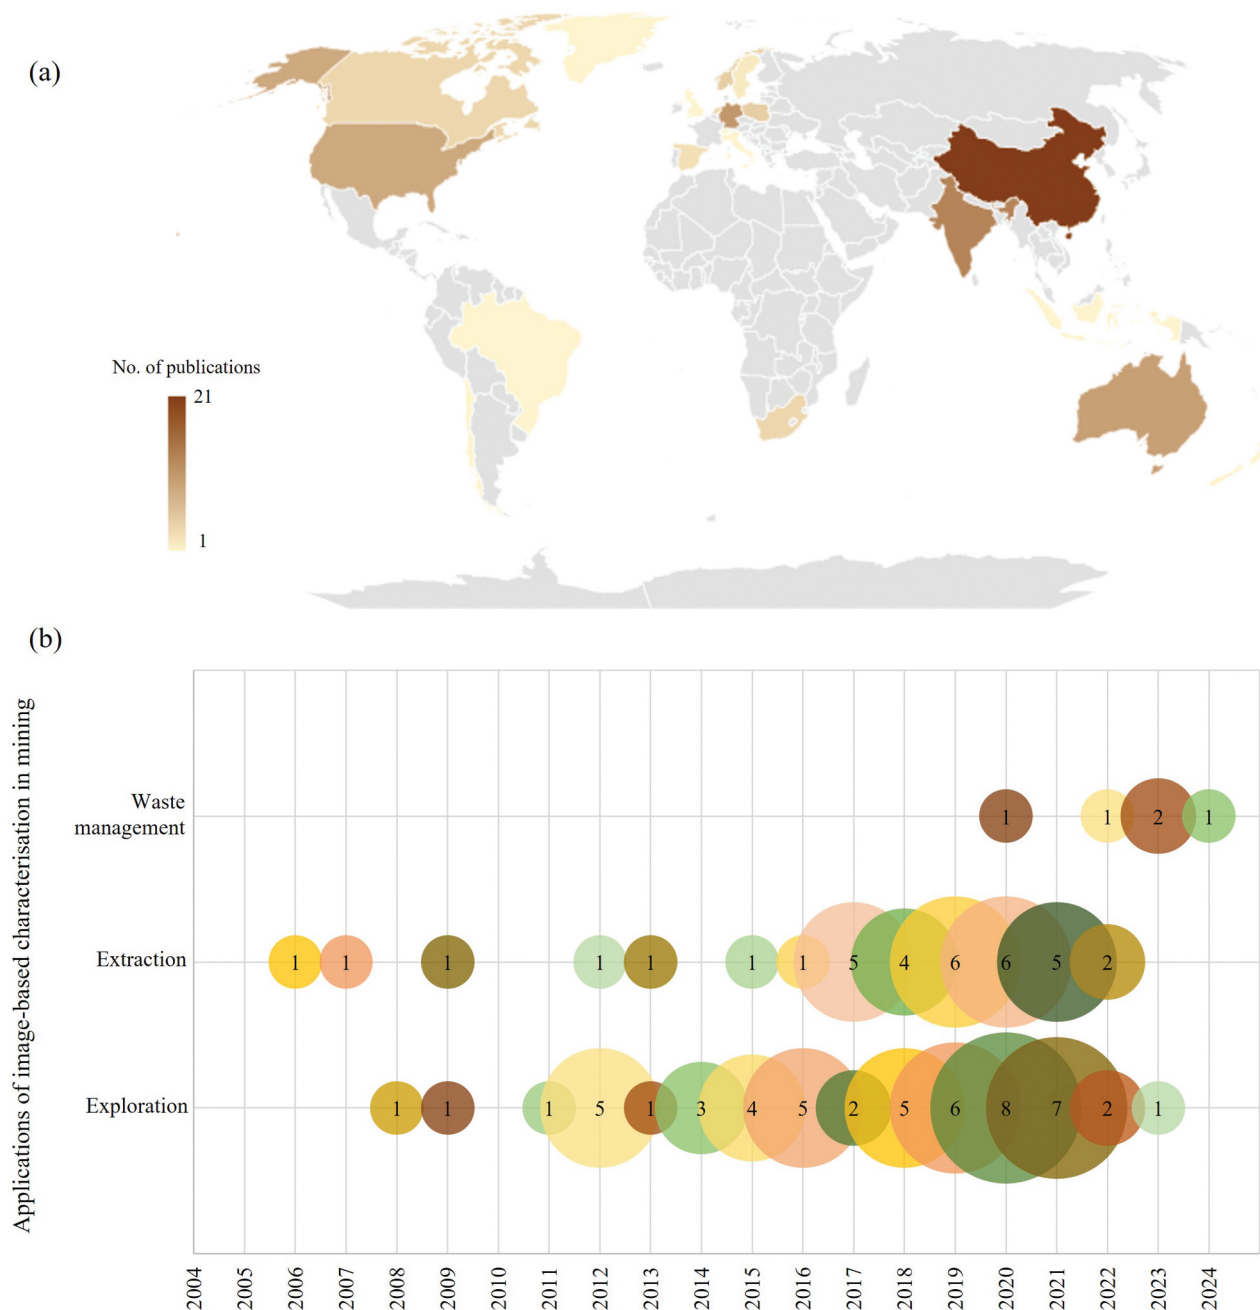 (a)
No. of publications
21
1
(b)
Applications of image-based characterisation in mining
Waste
management
1 1 2 1
Extraction
1 1 1 1 1 1 1 5 4 6 6 5 2
Exploration
1 1 1 5 1 3 4 5 2 5 6 8 7 2 1
2004 2005 2006 2007 2008 2009 2010 2011 2012 2013 2014 2015 2016 2017 2018 2019 2020 2021 2022 2023 2024